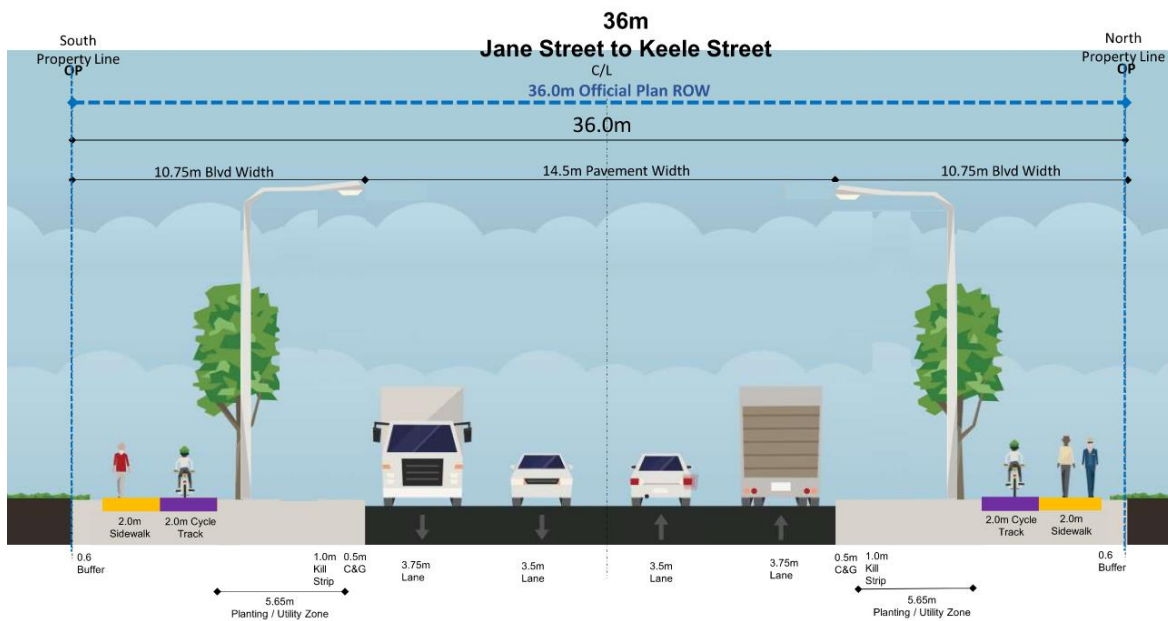 36m
Jane Street to Keele Street
South
Property Line
OP
C/L
North
Property Line
OP
36.0m Official Plan ROW
36.0m
10.75m Blvd Width
14.5m Pavement Width
10.75m Blvd Width
2.0m
Sidewalk
2.0m Cycle
Track
2.0m Cycle
Track
2.0m
Sidewalk
0.6
Buffer
1.0m
Kill
Strip
0.5m
C&G
3.75m
Lane
3.5m
Lane
3.5m
Lane
3.75m
Lane
0.5m
C&G
1.0m
Kill
Strip
0.6
Buffer
5.65m
Planting / Utility Zone
5.65m
Planting / Utility Zone